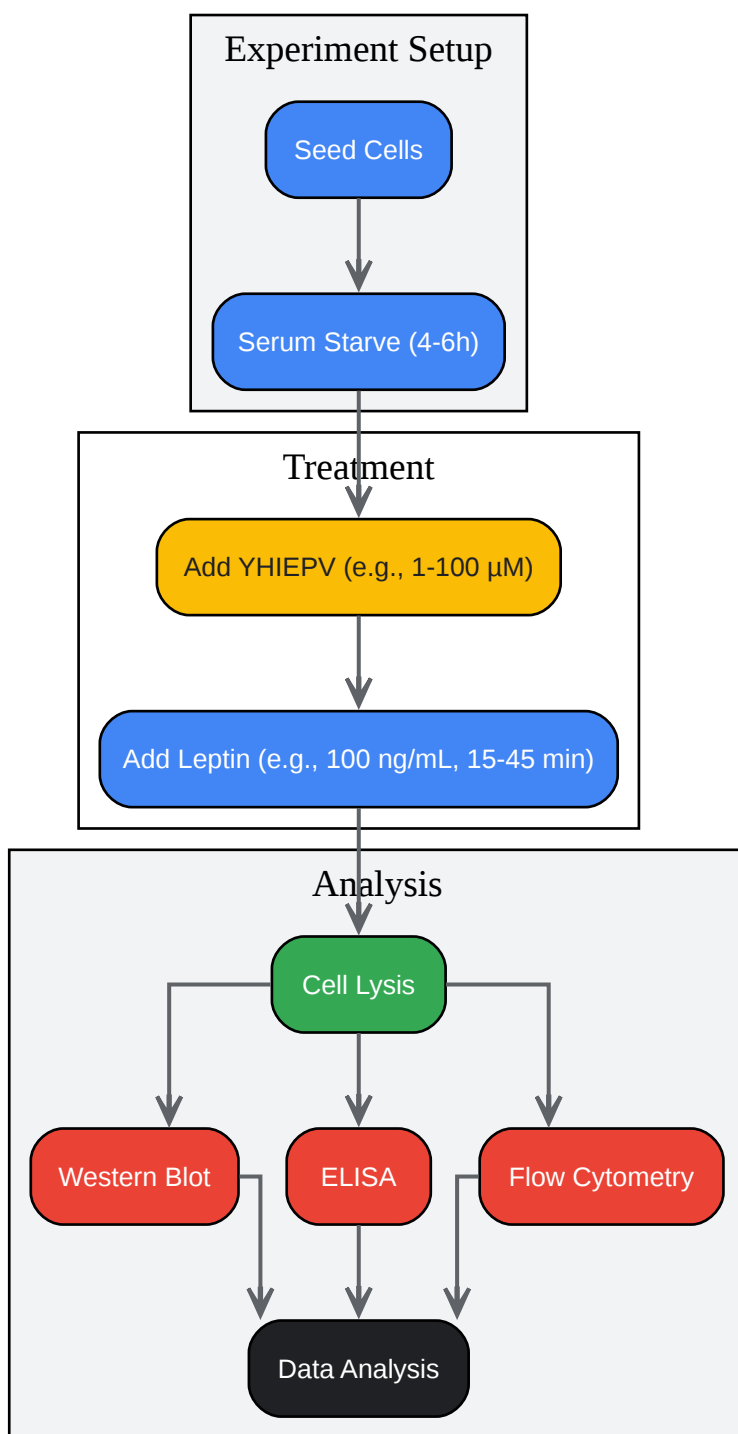 Experiment Setup
Seed Cells
Serum Starve (4-6h)
Treatment
Add YHIEPV (e.g., 1-100 µM)
Add Leptin (e.g., 100 ng/mL, 15-45 min)
Analysis
Cell Lysis
Western Blot
ELISA
Flow Cytometry
Data Analysis